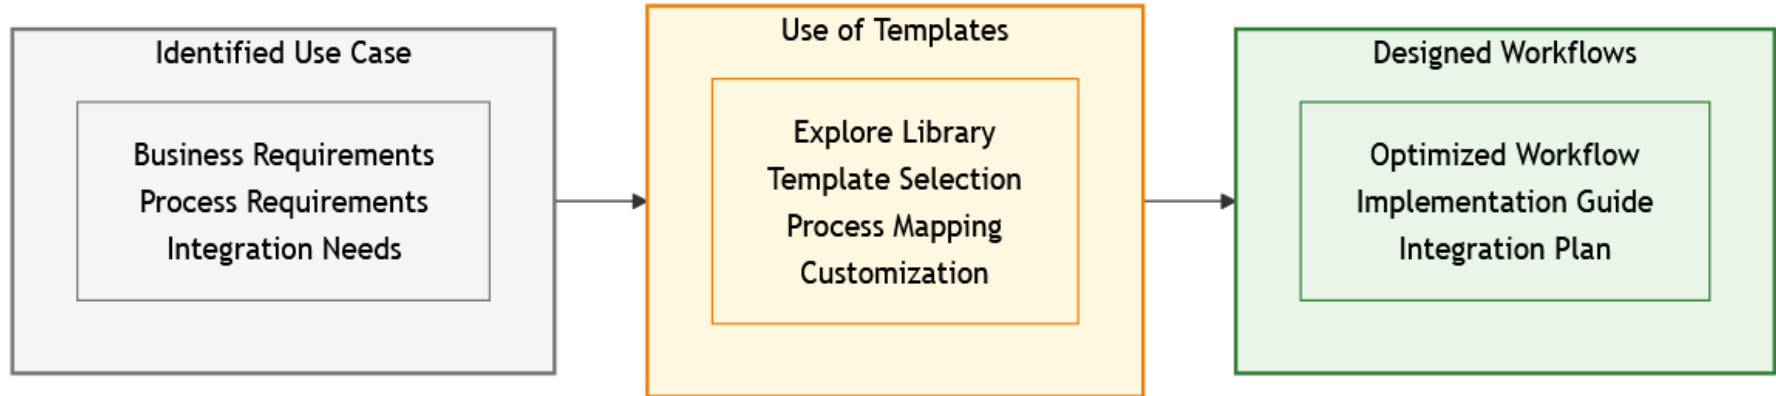 Identified Use Case
Business Requirements
Process Requirements
Integration Needs
Use of Templates
Explore Library
Template Selection
Process Mapping
Customization
Designed Workflows
Optimized Workflow
Implementation Guide
Integration Plan